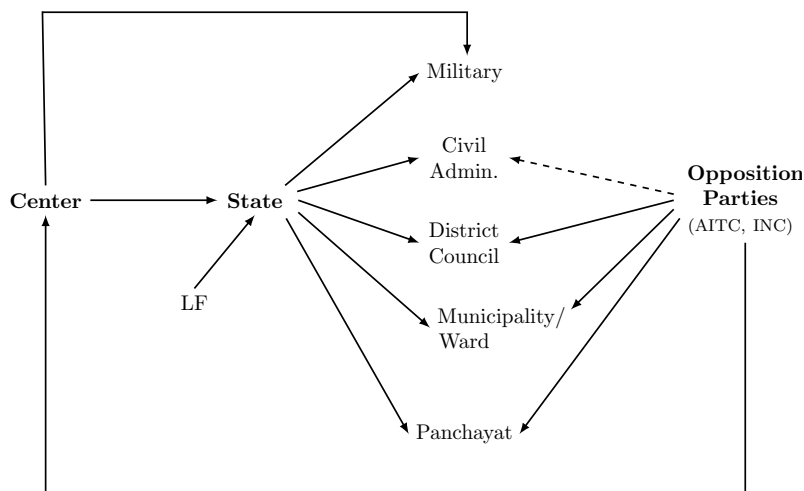 Military
Civil
Admin.
Opposition
Parties
(AITC, INC)
Center
State
District
Council
LF
Municipality/
Ward
Panchayat